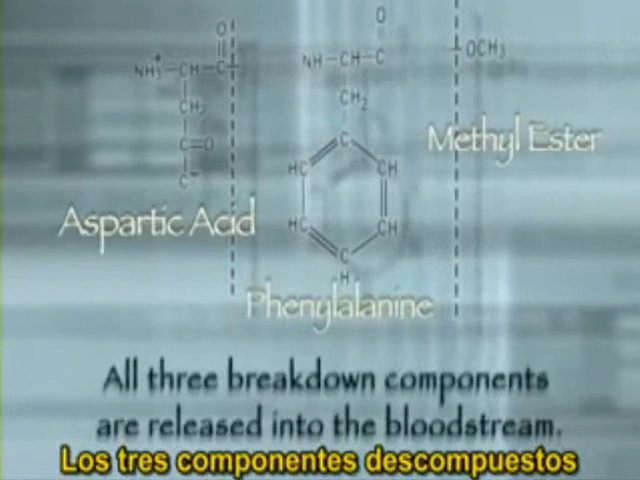 O O
NH3+ CH C NH CH C OCH3
CH2 CH2
Methyl Ester
C
C O HC CH
C−
Aspartic Acid
HC CH
C
H
Phenylalanine
All three breakdown components
are released into the bloodstream.
Los tres componentes descompuestos